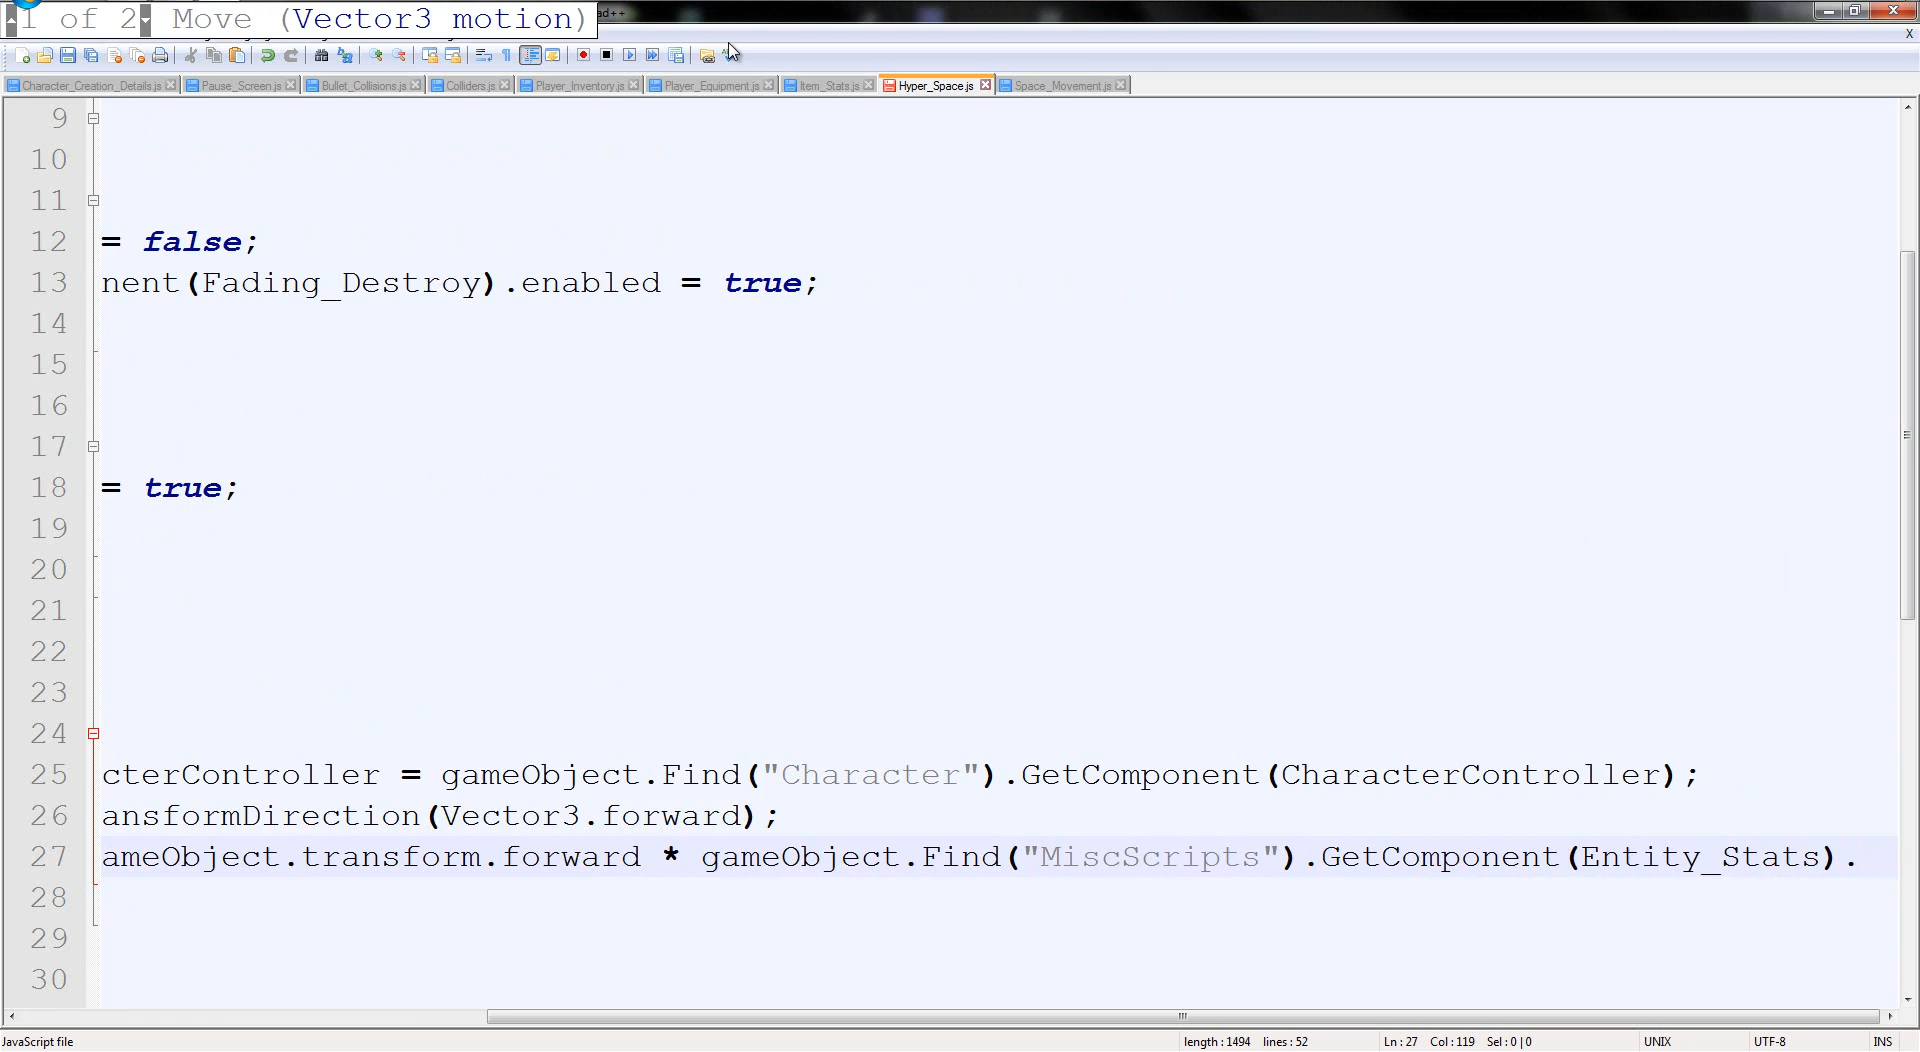 1 of 2 Move (Vector3 motion)
ad++
X
Character_Creation_Details.js Pause_Screen.js Bullet_Collisions.js Colliders.js Player_Inventory.js Player_Equipment.js Item_Stats.js Hyper_Space.js Space_Movement.js
9
10
11
12 = false;
13 nent(Fading_Destroy).enabled = true;
14
15
16
17
18 = true;
19
20
21
22
23
24
25 cterController = gameObject.Find("Character").GetComponent(CharacterController);
26 ansformDirection(Vector3.forward);
27 ameObject.transform.forward * gameObject.Find("MiscScripts").GetComponent(Entity_Stats).
28
29
30
JavaScript file length : 1494 lines : 52 Ln : 27 Col : 119 Sel : 0 | 0 UNIX UTF-8 INS